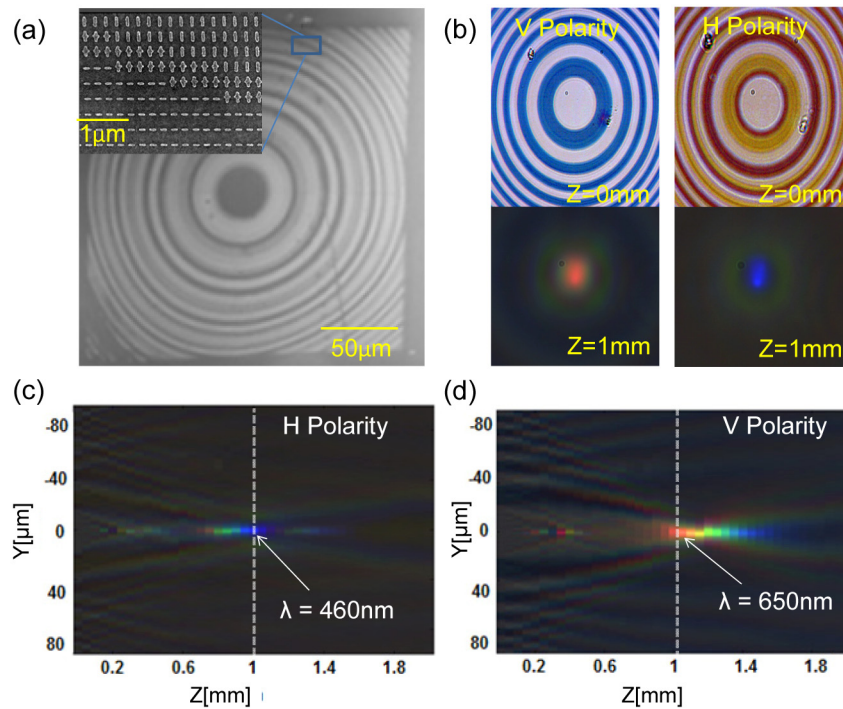 (a)
1μm
50μm
(b)
V Polarity
H Polarity
Z=0mm
Z=0mm
Z=1mm
Z=1mm
(c)
H Polarity
-80
-40
0
40
80
Y[μm]
λ = 460nm
0.2
0.6
1
1.4
1.8
Z[mm]
(d)
V Polarity
-80
-40
0
40
80
Y[μm]
λ = 650nm
0.2
0.6
1
1.4
1.8
Z[mm]